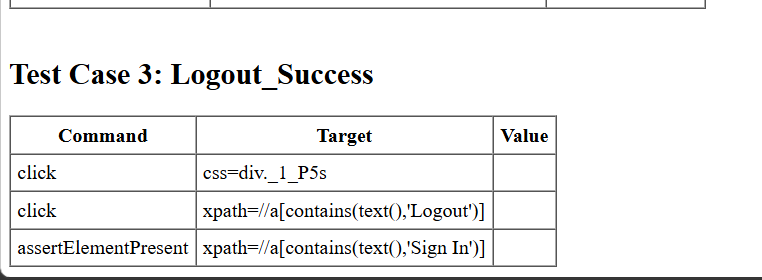 Test Case 3: Logout_Success
Command Target Value
click css=div._1_P5s
click xpath=//a[contains(text(),'Logout')]
assertElementPresent xpath=//a[contains(text(),'Sign In')]